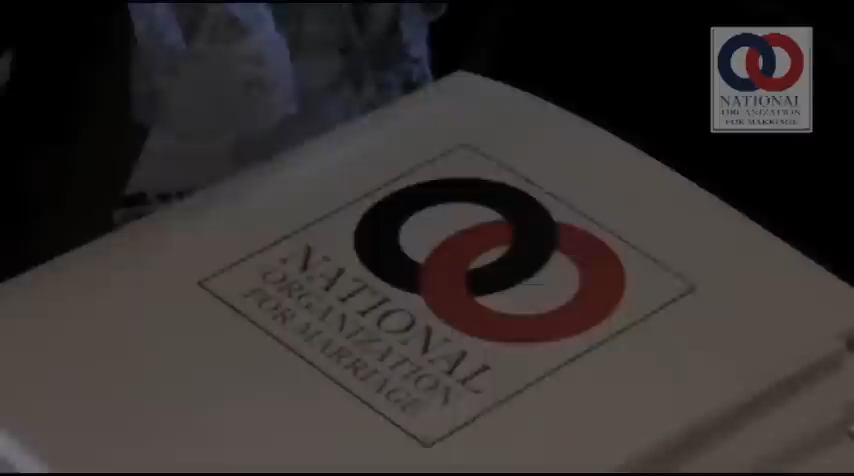 NATIONAL
ORGANIZATION
FOR MARRIAGE
NATIONAL
ORGANIZATION
FOR MARRIAGE